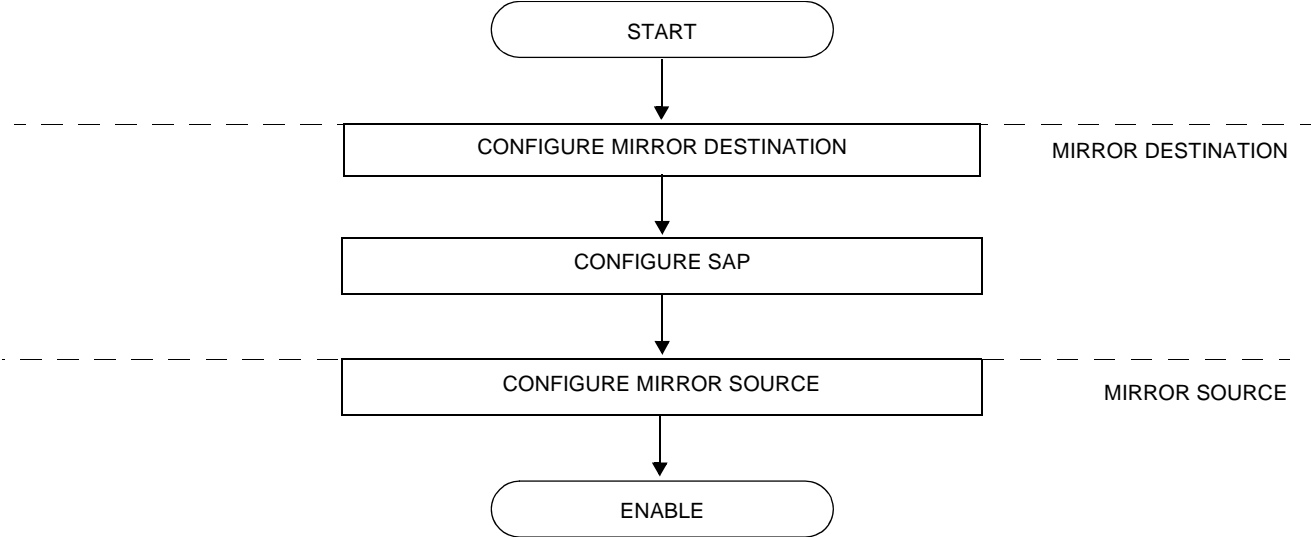 START
CONFIGURE MIRROR DESTINATION
MIRROR DESTINATION
CONFIGURE SAP
CONFIGURE MIRROR SOURCE
MIRROR SOURCE
ENABLE